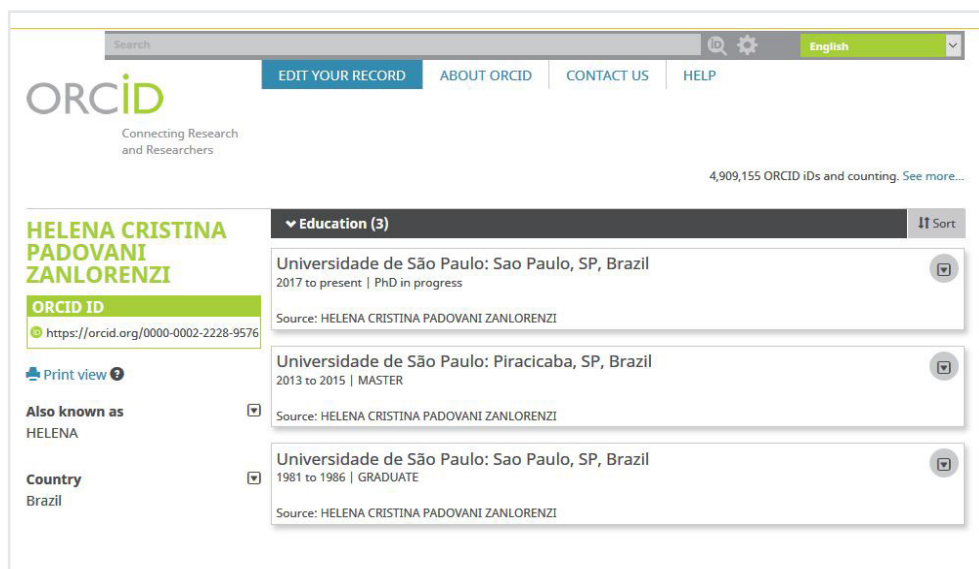 Search
English
EDIT YOUR RECORD
ABOUT ORCID
CONTACT US
HELP
ORCID
Connecting Research
and Researchers
4,909,155 ORCID iDs and counting. See more...
HELENA CRISTINA
PADOVANI
ZANLORENZI
ORCID ID
iD https://orcid.org/0000-0002-2228-9576
Print view ?
Also known as
HELENA
Country
Brazil
Education (3)
Sort
Universidade de São Paulo: Sao Paulo, SP, Brazil
2017 to present | PhD in progress
Source: HELENA CRISTINA PADOVANI ZANLORENZI
Universidade de São Paulo: Piracicaba, SP, Brazil
2013 to 2015 | MASTER
Source: HELENA CRISTINA PADOVANI ZANLORENZI
Universidade de São Paulo: Sao Paulo, SP, Brazil
1981 to 1986 | GRADUATE
Source: HELENA CRISTINA PADOVANI ZANLORENZI